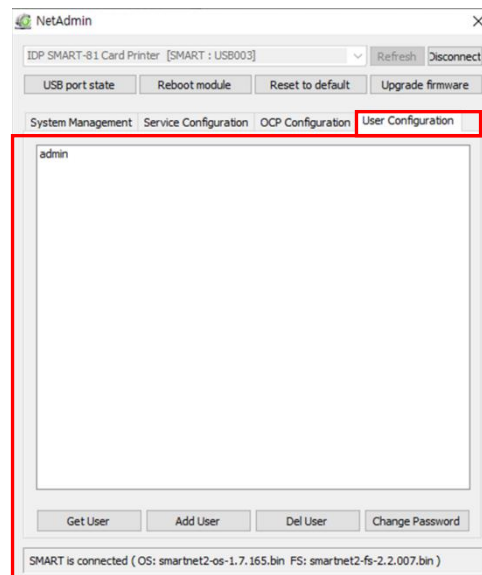 NetAdmin
IDP SMART-81 Card Printer [SMART : USB003] Refresh Disconnect
USB port state Reboot module Reset to default Upgrade firmware
System Management Service Configuration OCP Configuration User Configuration
admin
Get User Add User Del User Change Password
SMART is connected ( OS: smartnet2-os-1.7.165.bin FS: smartnet2-fs-2.2.007.bin )